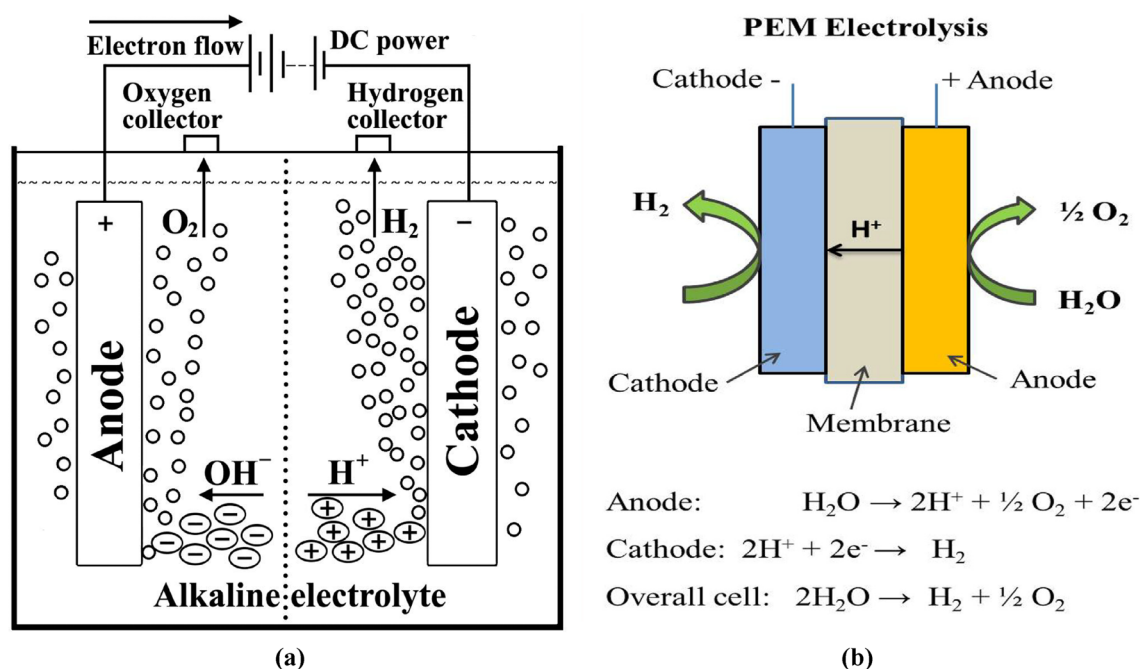 Electron flow
DC power
Oxygen
collector
Hydrogen
collector
+
O₂
H₂
−
Anode
Cathode
OH⁻
H⁺
− − − − − − −
+ + + + + + +
Alkaline electrolyte
(a)
PEM Electrolysis
Cathode -
+ Anode
H₂
H⁺
½ O₂
H₂O
Cathode
Anode
Membrane
Anode: H₂O → 2H⁺ + ½ O₂ + 2e⁻
Cathode: 2H⁺ + 2e⁻ → H₂
Overall cell: 2H₂O → H₂ + ½ O₂
(b)